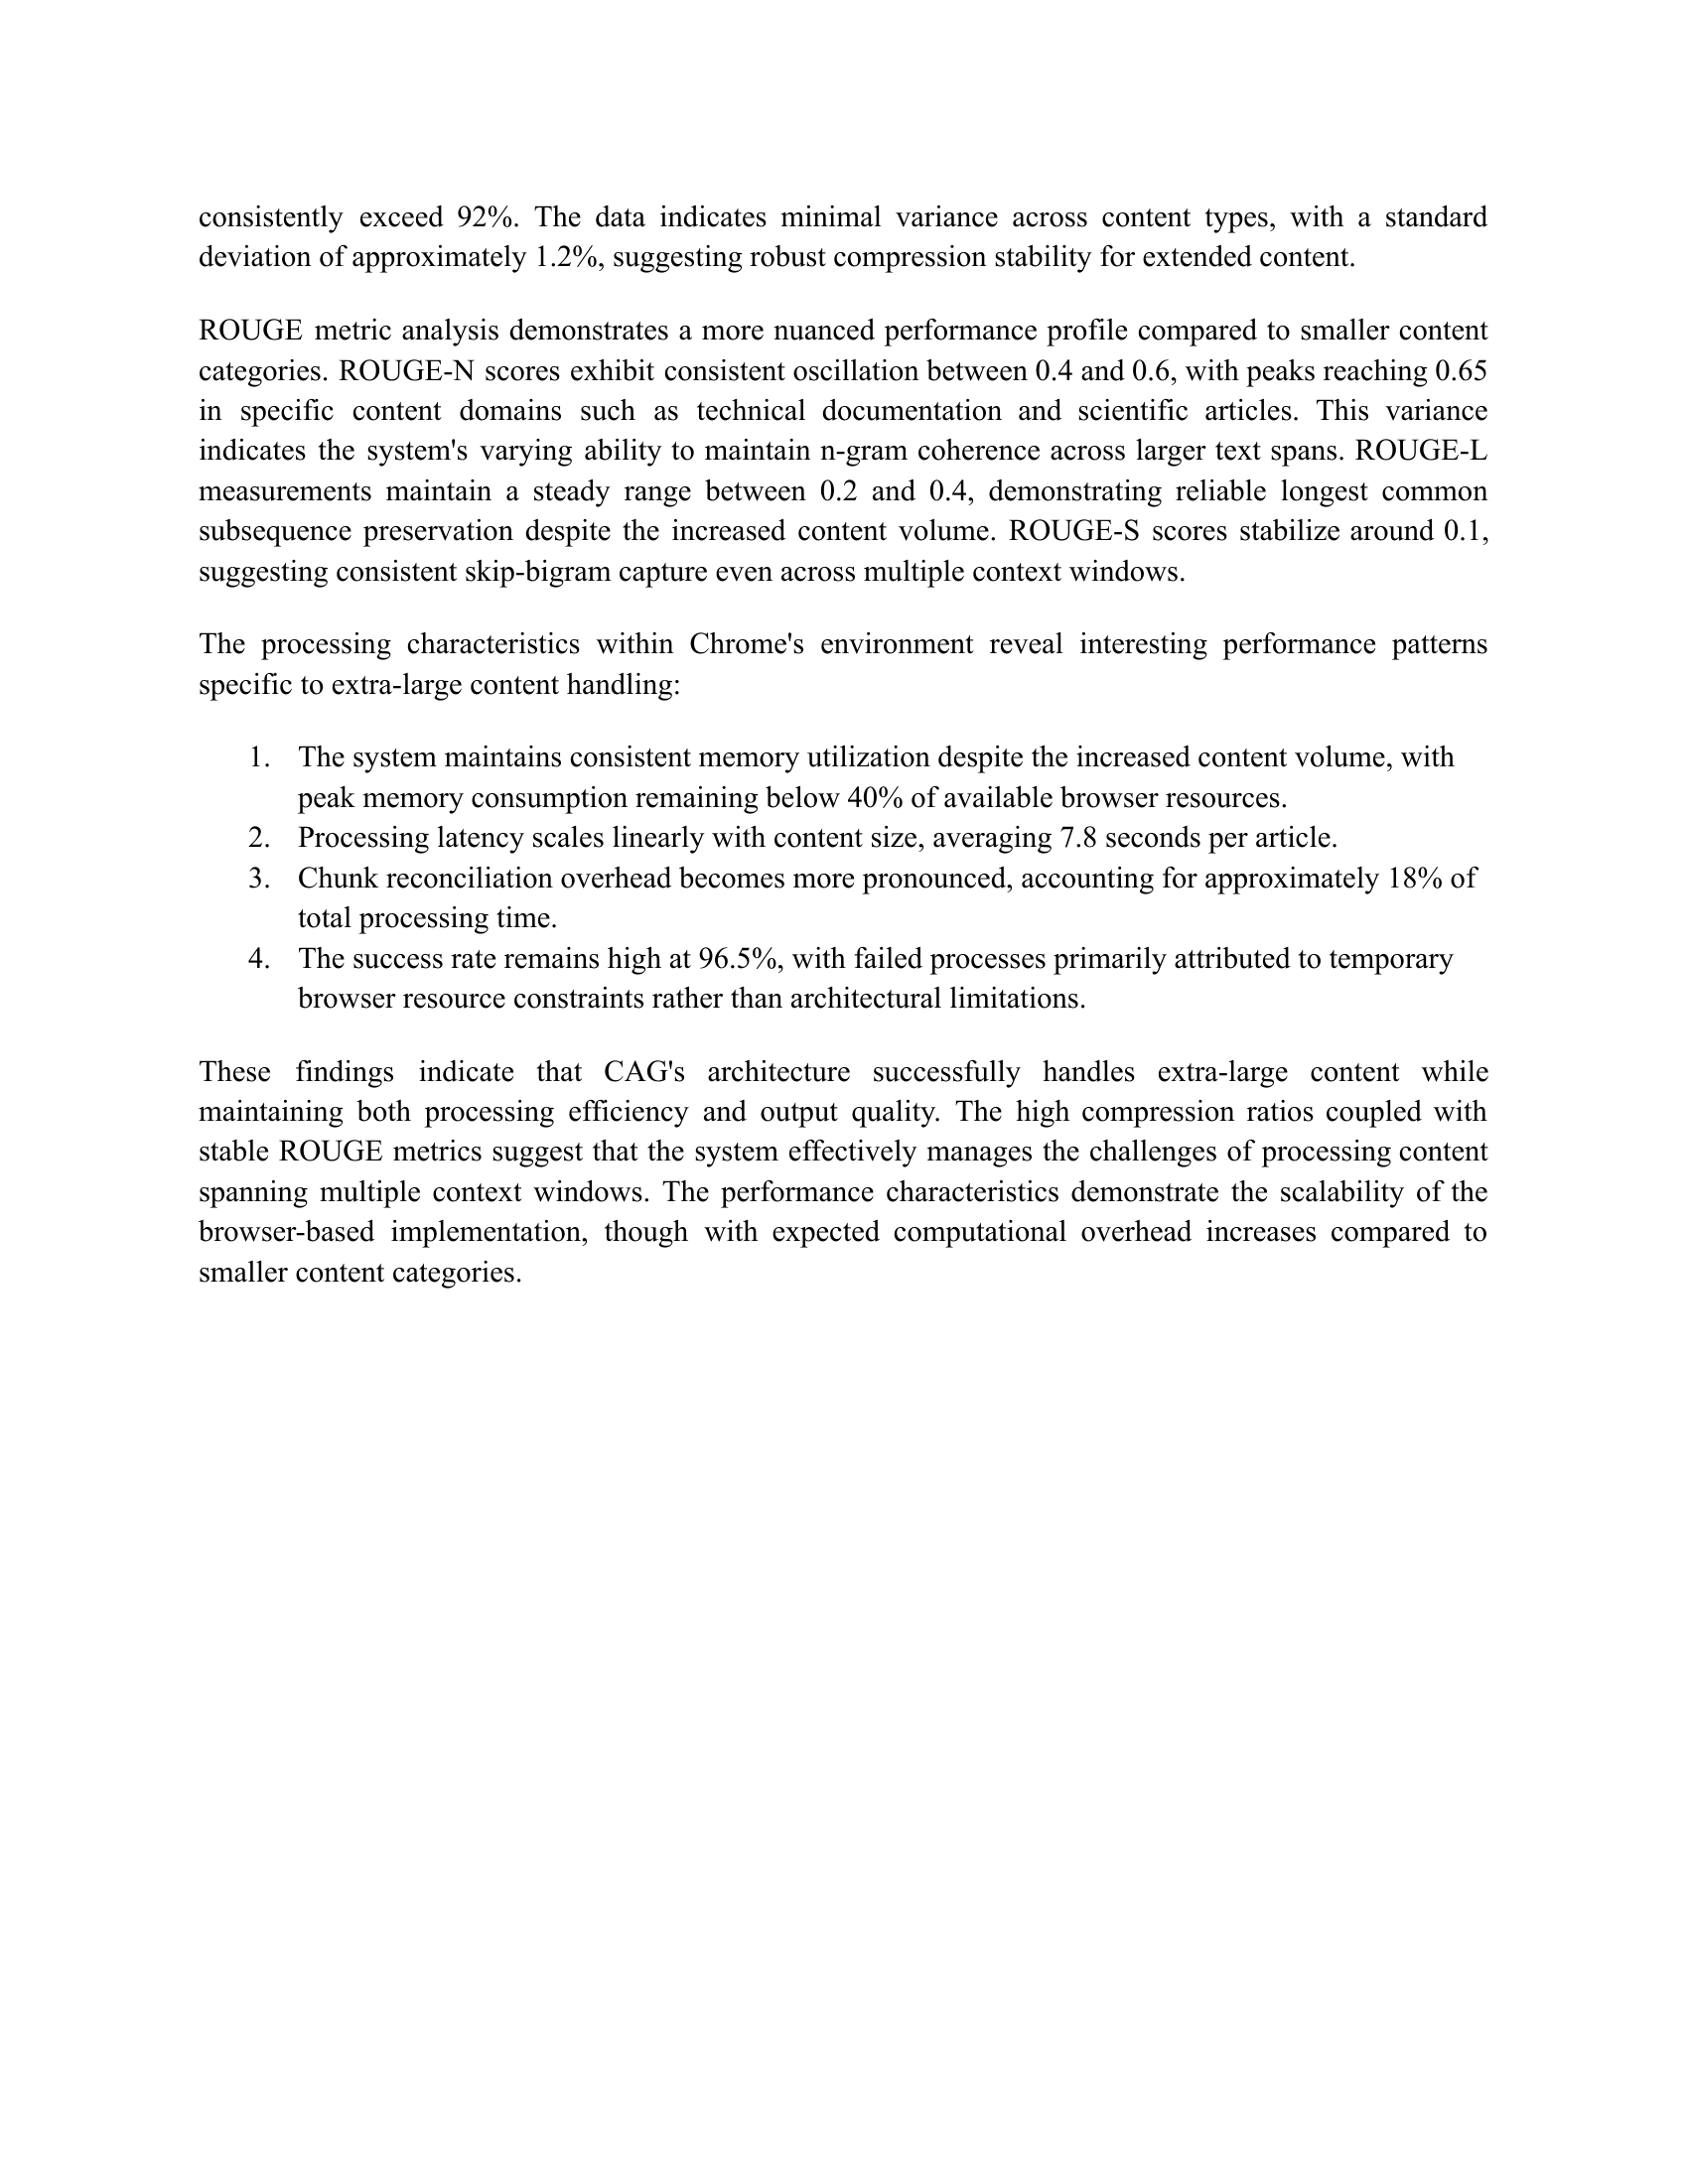 consistently exceed 92%. The data indicates minimal variance across content types, with a standard
deviation of approximately 1.2%, suggesting robust compression stability for extended content.
ROUGE metric analysis demonstrates a more nuanced performance profile compared to smaller content
categories. ROUGE-N scores exhibit consistent oscillation between 0.4 and 0.6, with peaks reaching 0.65
in specific content domains such as technical documentation and scientific articles. This variance
indicates the system's varying ability to maintain n-gram coherence across larger text spans. ROUGE-L
measurements maintain a steady range between 0.2 and 0.4, demonstrating reliable longest common
subsequence preservation despite the increased content volume. ROUGE-S scores stabilize around 0.1,
suggesting consistent skip-bigram capture even across multiple context windows.
The processing characteristics within Chrome's environment reveal interesting performance patterns
specific to extra-large content handling:
1. The system maintains consistent memory utilization despite the increased content volume, with
peak memory consumption remaining below 40% of available browser resources.
2. Processing latency scales linearly with content size, averaging 7.8 seconds per article.
3. Chunk reconciliation overhead becomes more pronounced, accounting for approximately 18% of
total processing time.
4. The success rate remains high at 96.5%, with failed processes primarily attributed to temporary
browser resource constraints rather than architectural limitations.
These findings indicate that CAG's architecture successfully handles extra-large content while
maintaining both processing efficiency and output quality. The high compression ratios coupled with
stable ROUGE metrics suggest that the system effectively manages the challenges of processing content
spanning multiple context windows. The performance characteristics demonstrate the scalability of the
browser-based implementation, though with expected computational overhead increases compared to
smaller content categories.